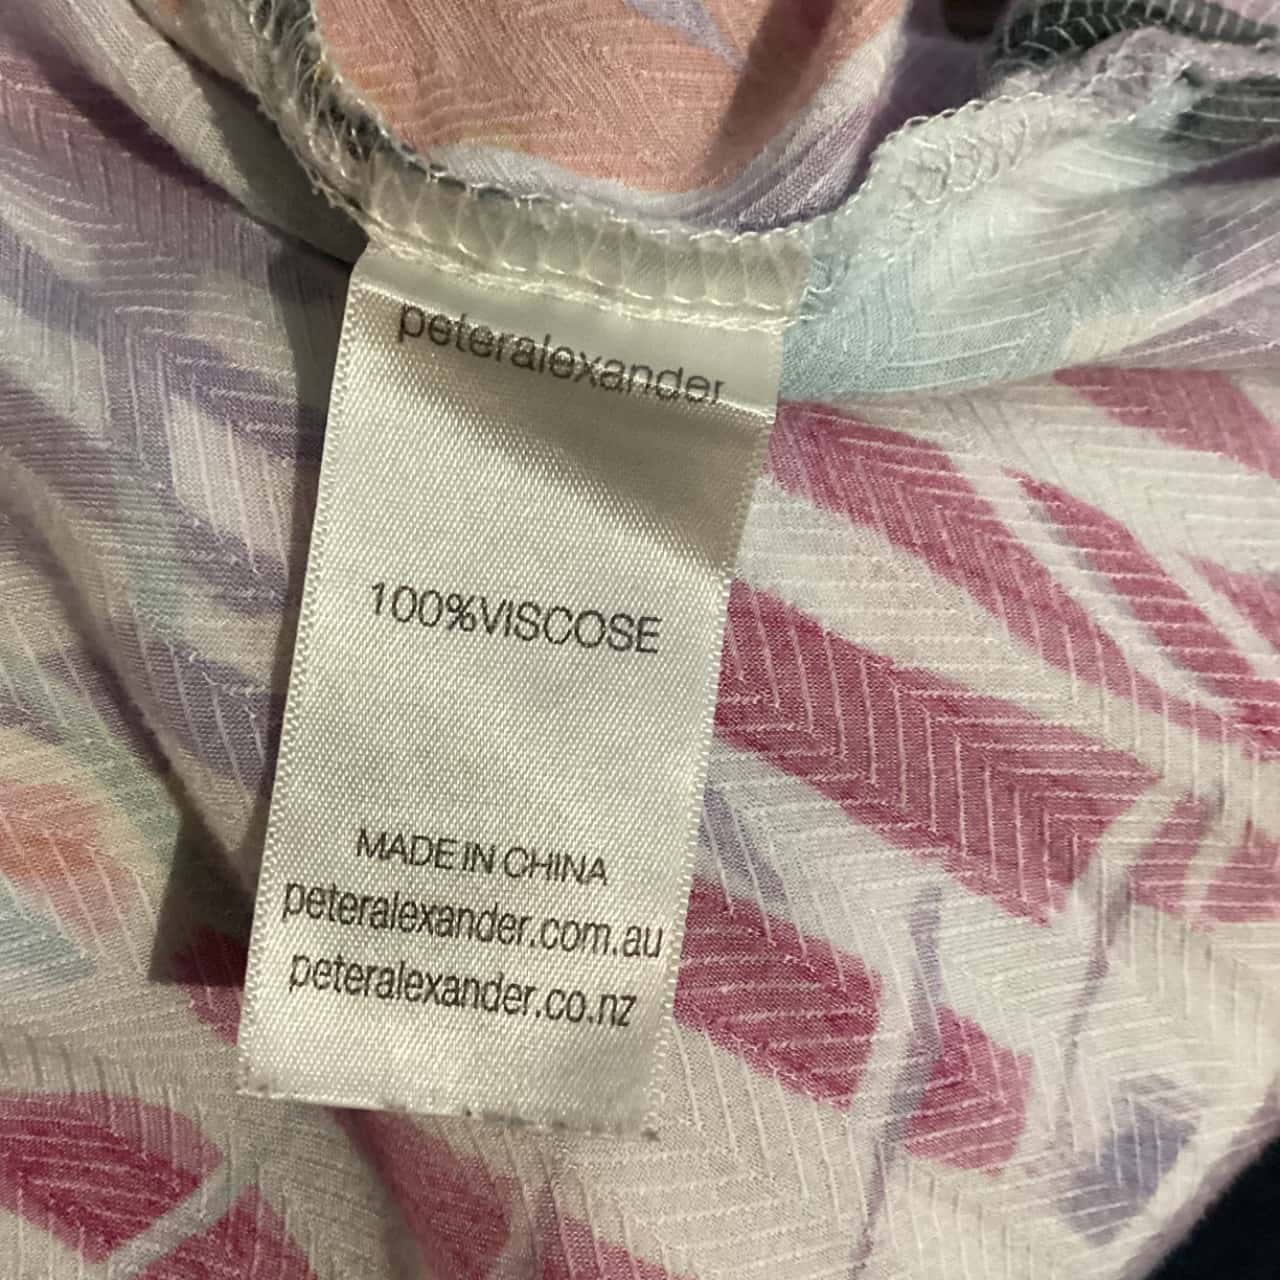 peteralexander
100%VISCOSE
MADE IN CHINA
peteralexander.com.au
peteralexander.co.nz